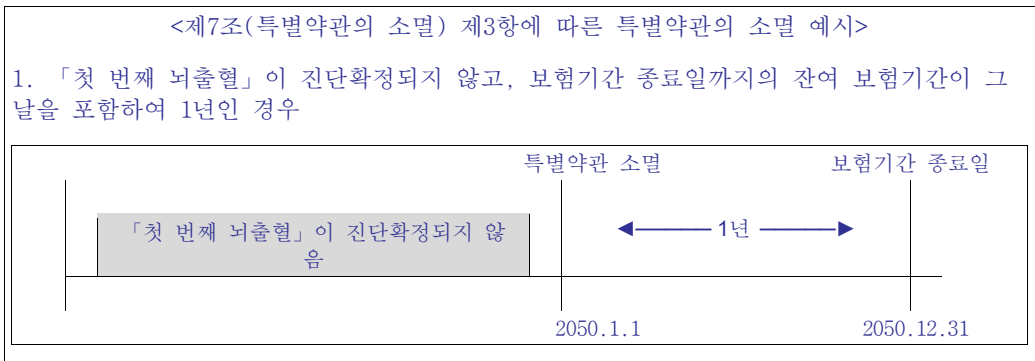 <제7조(특별약관의 소멸) 제3항에 따른 특별약관의 소멸 예시>
1. 「첫 번째 뇌출혈」이 진단확정되지 않고, 보험기간 종료일까지의 잔여 보험기간이 그
날을 포함하여 1년인 경우
특별약관 소멸 보험기간 종료일
「첫 번째 뇌출혈」이 진단확정되지 않
음
1년
2050.1.1 2050.12.31